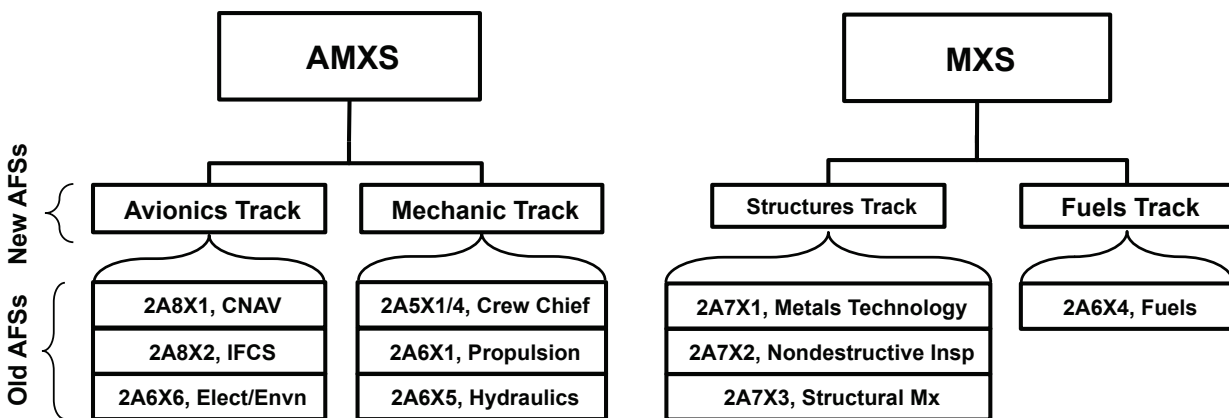 AMXS
MXS
New AFSs
Avionics Track
Mechanic Track
Structures Track
Fuels Track
Old AFSs
2A8X1, CNAV
2A5X1/4, Crew Chief
2A7X1, Metals Technology
2A6X4, Fuels
2A8X2, IFCS
2A6X1, Propulsion
2A7X2, Nondestructive Insp
2A6X6, Elect/Envn
2A6X5, Hydraulics
2A7X3, Structural Mx